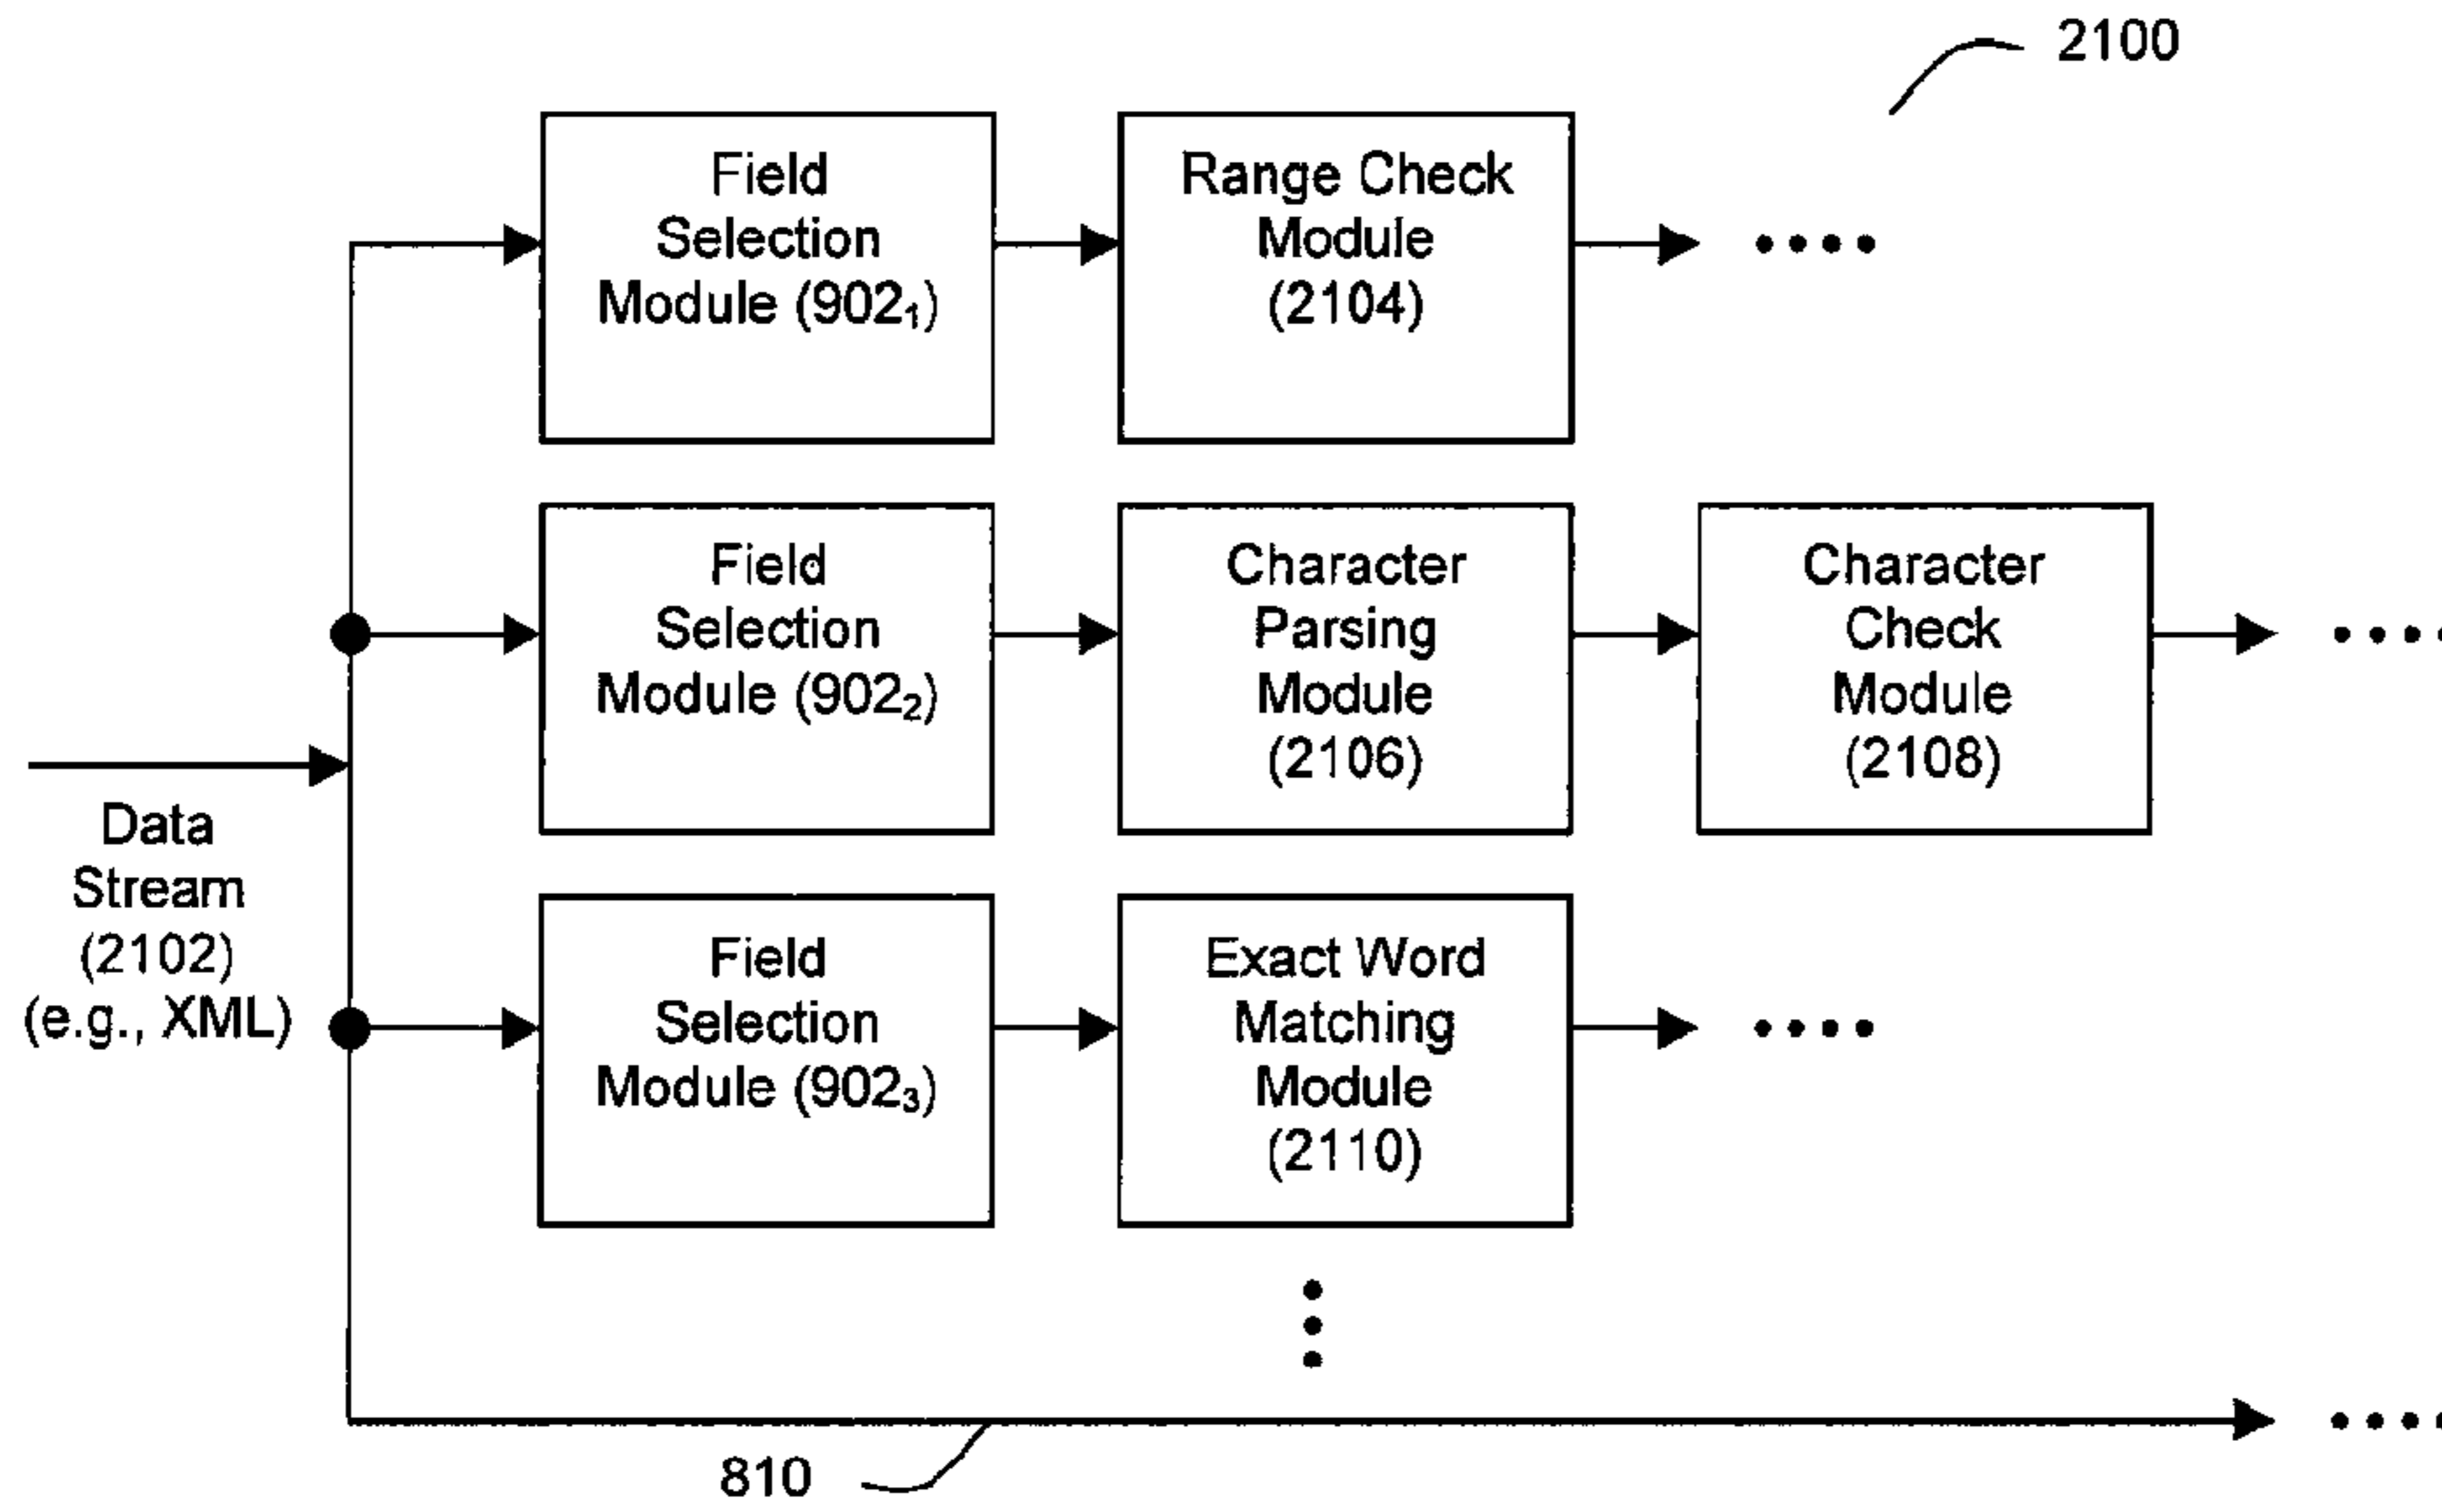 2100
Field
Selection
Module (902₁)
Range Check
Module
(2104)
Field
Selection
Module (902₂)
Character
Parsing
Module
(2106)
Character
Check
Module
(2108)
Data
Stream
(2102)
(e.g., XML)
Field
Selection
Module (902₃)
Exact Word
Matching
Module
(2110)
810